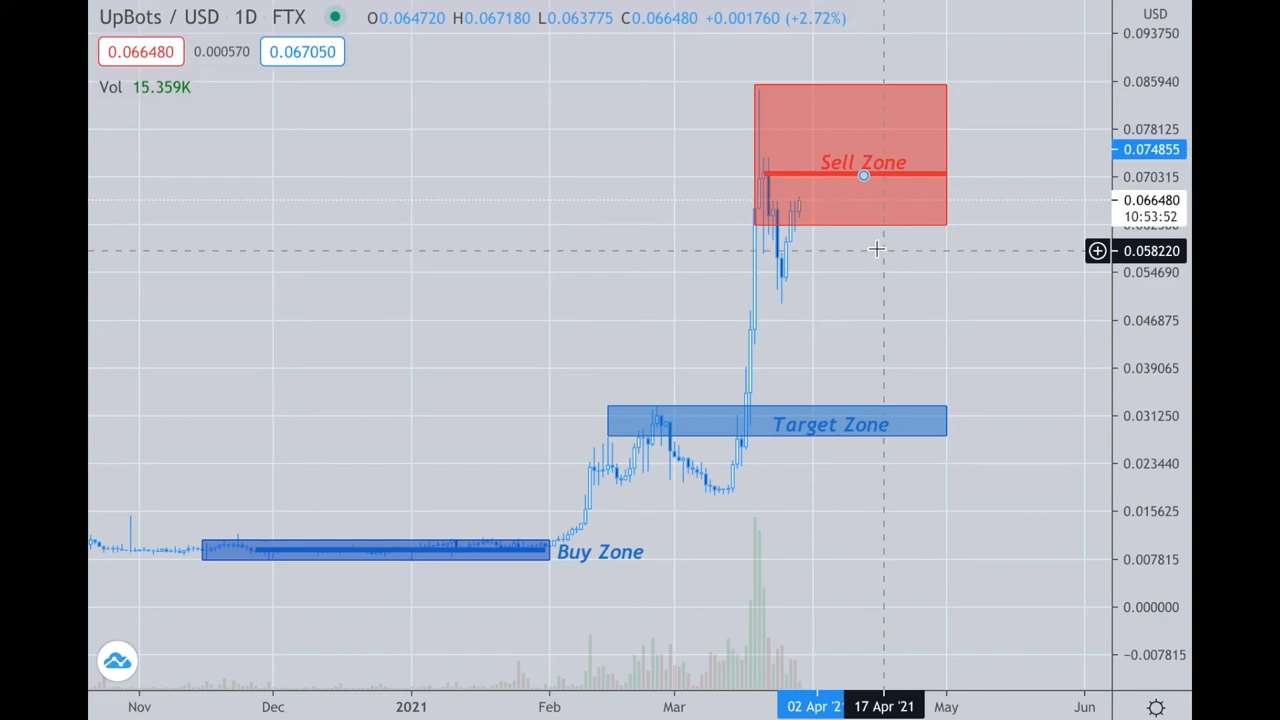 UpBots / USD 1D FTX O0.064720 H0.067180 L0.063775 C0.066480 +0.001760 (+2.72%)
0.066480 0.000570 0.067050
Vol 15.359K
USD
0.093750
0.085940
0.078125
0.074855
0.070315
0.066480
10:53:52
0.058220
0.054690
0.046875
0.039065
0.031250
0.023440
0.015625
0.007815
0.000000
−0.007815
Sell Zone
Target Zone
Buy Zone
Nov Dec 2021 Feb Mar 02 Apr '2 17 Apr '21 May Jun